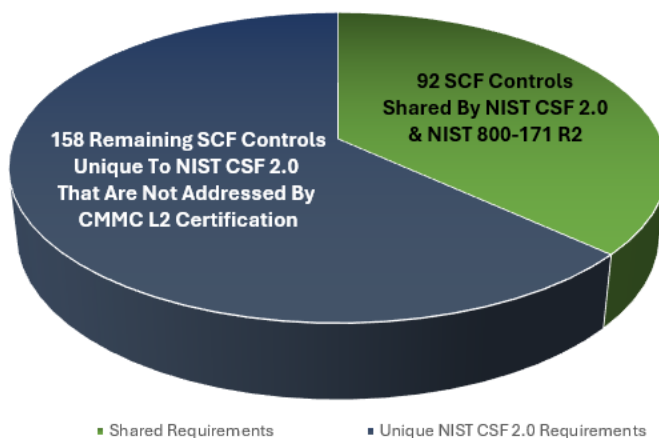 92 SCF Controls
Shared By NIST CSF 2.0
& NIST 800-171 R2
158 Remaining SCF Controls
Unique To NIST CSF 2.0
That Are Not Addressed By
CMMC L2 Certification
Shared Requirements
Unique NIST CSF 2.0 Requirements